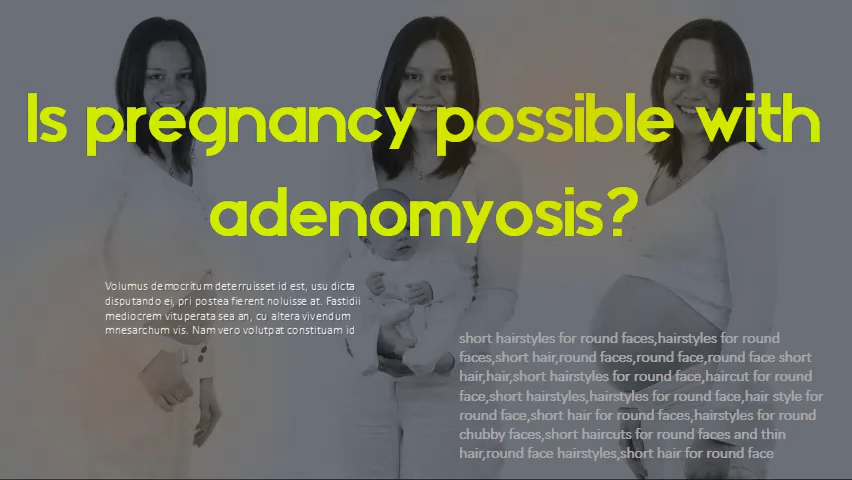 Is pregnancy possible with
adenomyosis?
Volumus democritum deterruisset id est, usu dicta
disputando ei, pri postea fierent noluisse at. Fastidii
mediocrem vituperata sea an, cu altera vivendum
mnesarchum vis. Nam vero volutpat constituam id
short hairstyles for round faces,hairstyles for round
faces,short hair,round faces,round face,round face short
hair,hair,short hairstyles for round face,haircut for round
face,short hairstyles,hairstyles for round face,hair style for
round face,short hair for round faces,hairstyles for round
chubby faces,short haircuts for round faces and thin
hair,round face hairstyles,short hair for round face